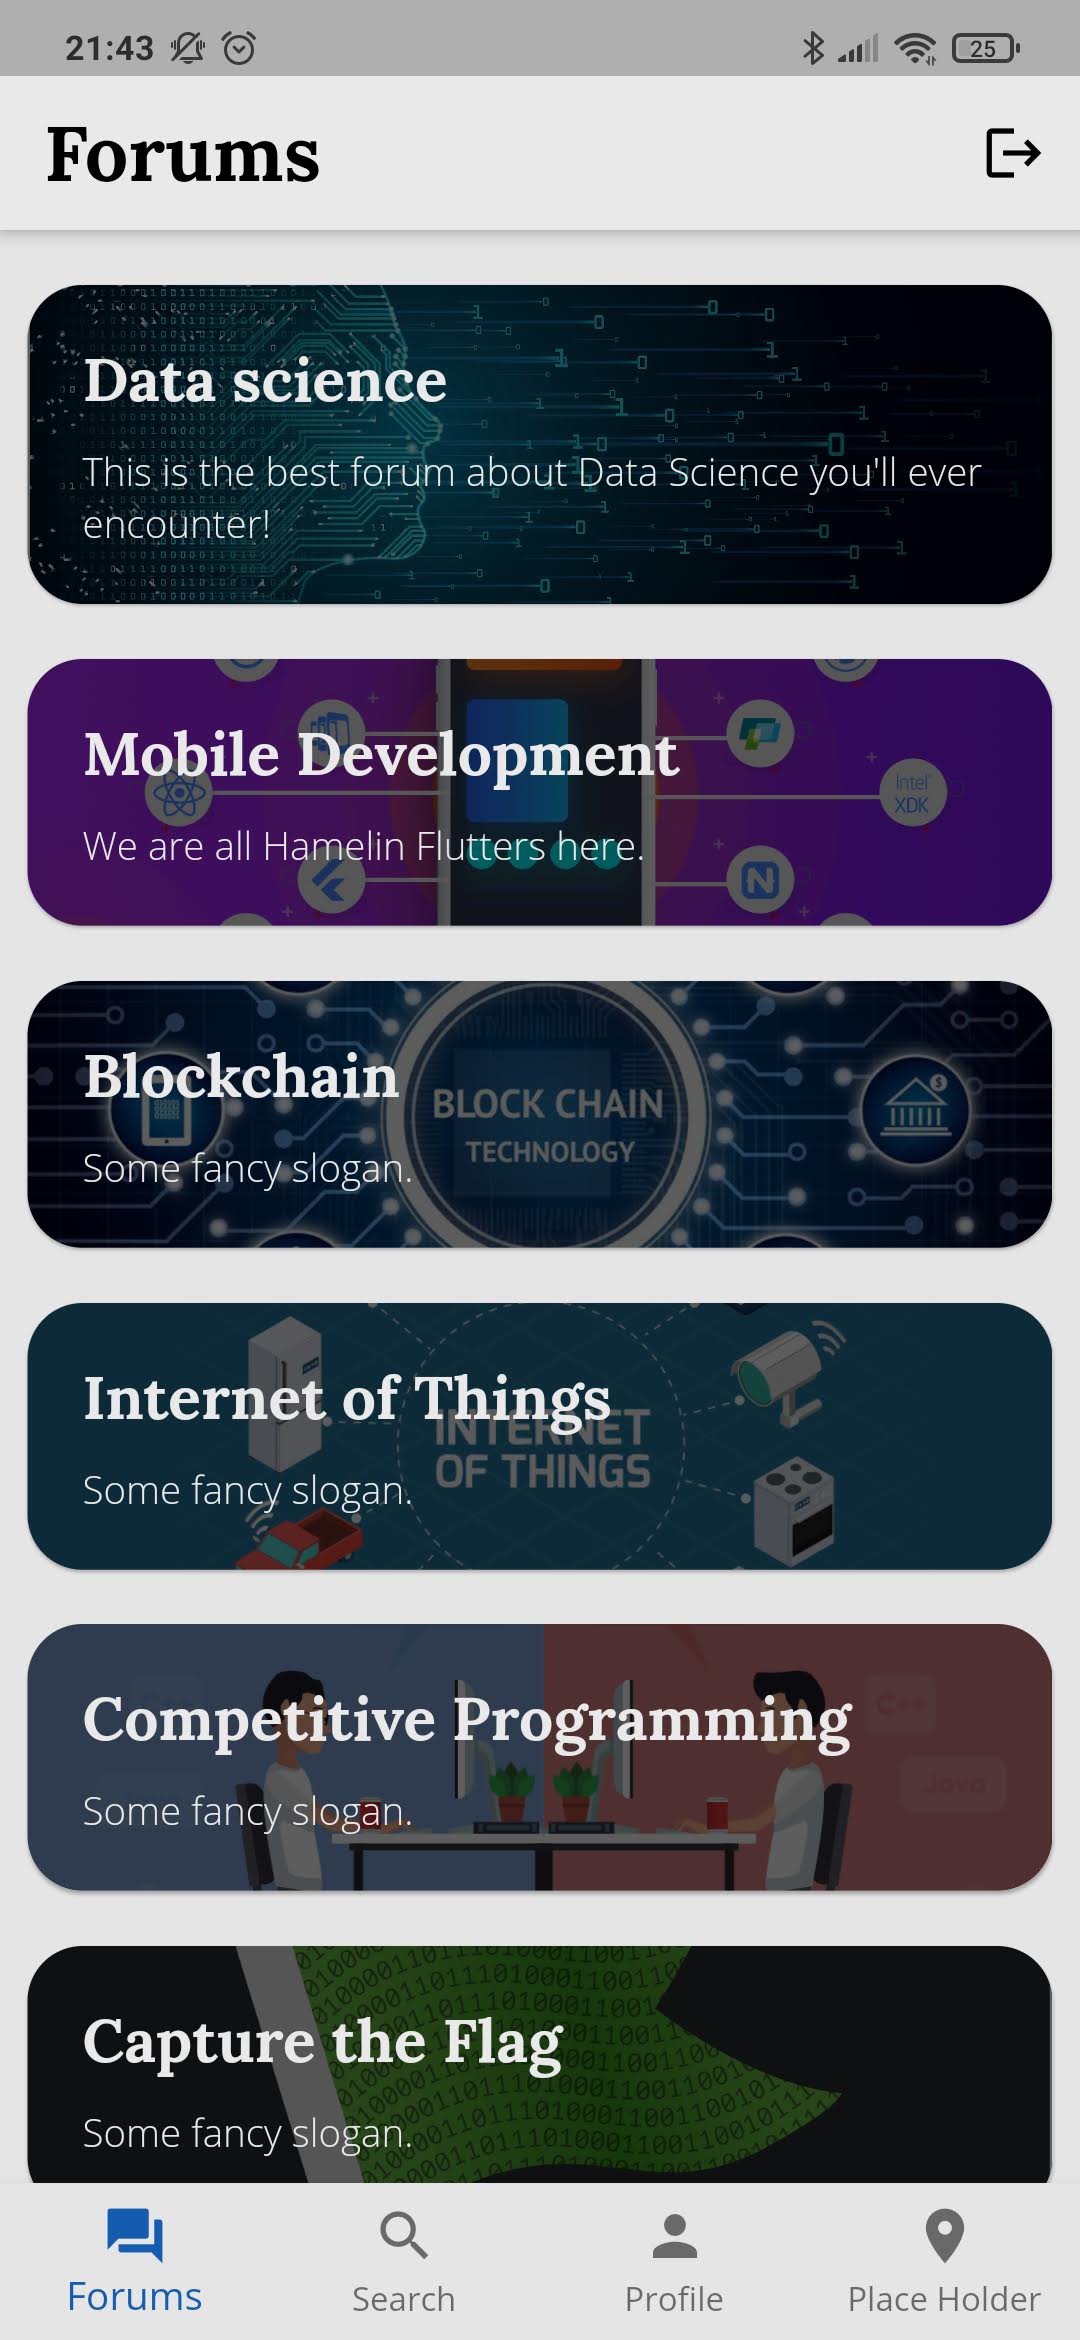 21:43
25
Forums
Data science
This is the best forum about Data Science you'll ever
encounter!
Mobile Development
We are all Hamelin Flutters here.
intel
XDK
Blockchain
Some fancy slogan.
BLOCK CHAIN
TECHNOLOGY
Internet of Things
Some fancy slogan.
INTERNET
OF THINGS
Competitive Programming
Some fancy slogan.
C++
Java
Capture the Flag
Some fancy slogan.
Forums
Search
Profile
Place Holder